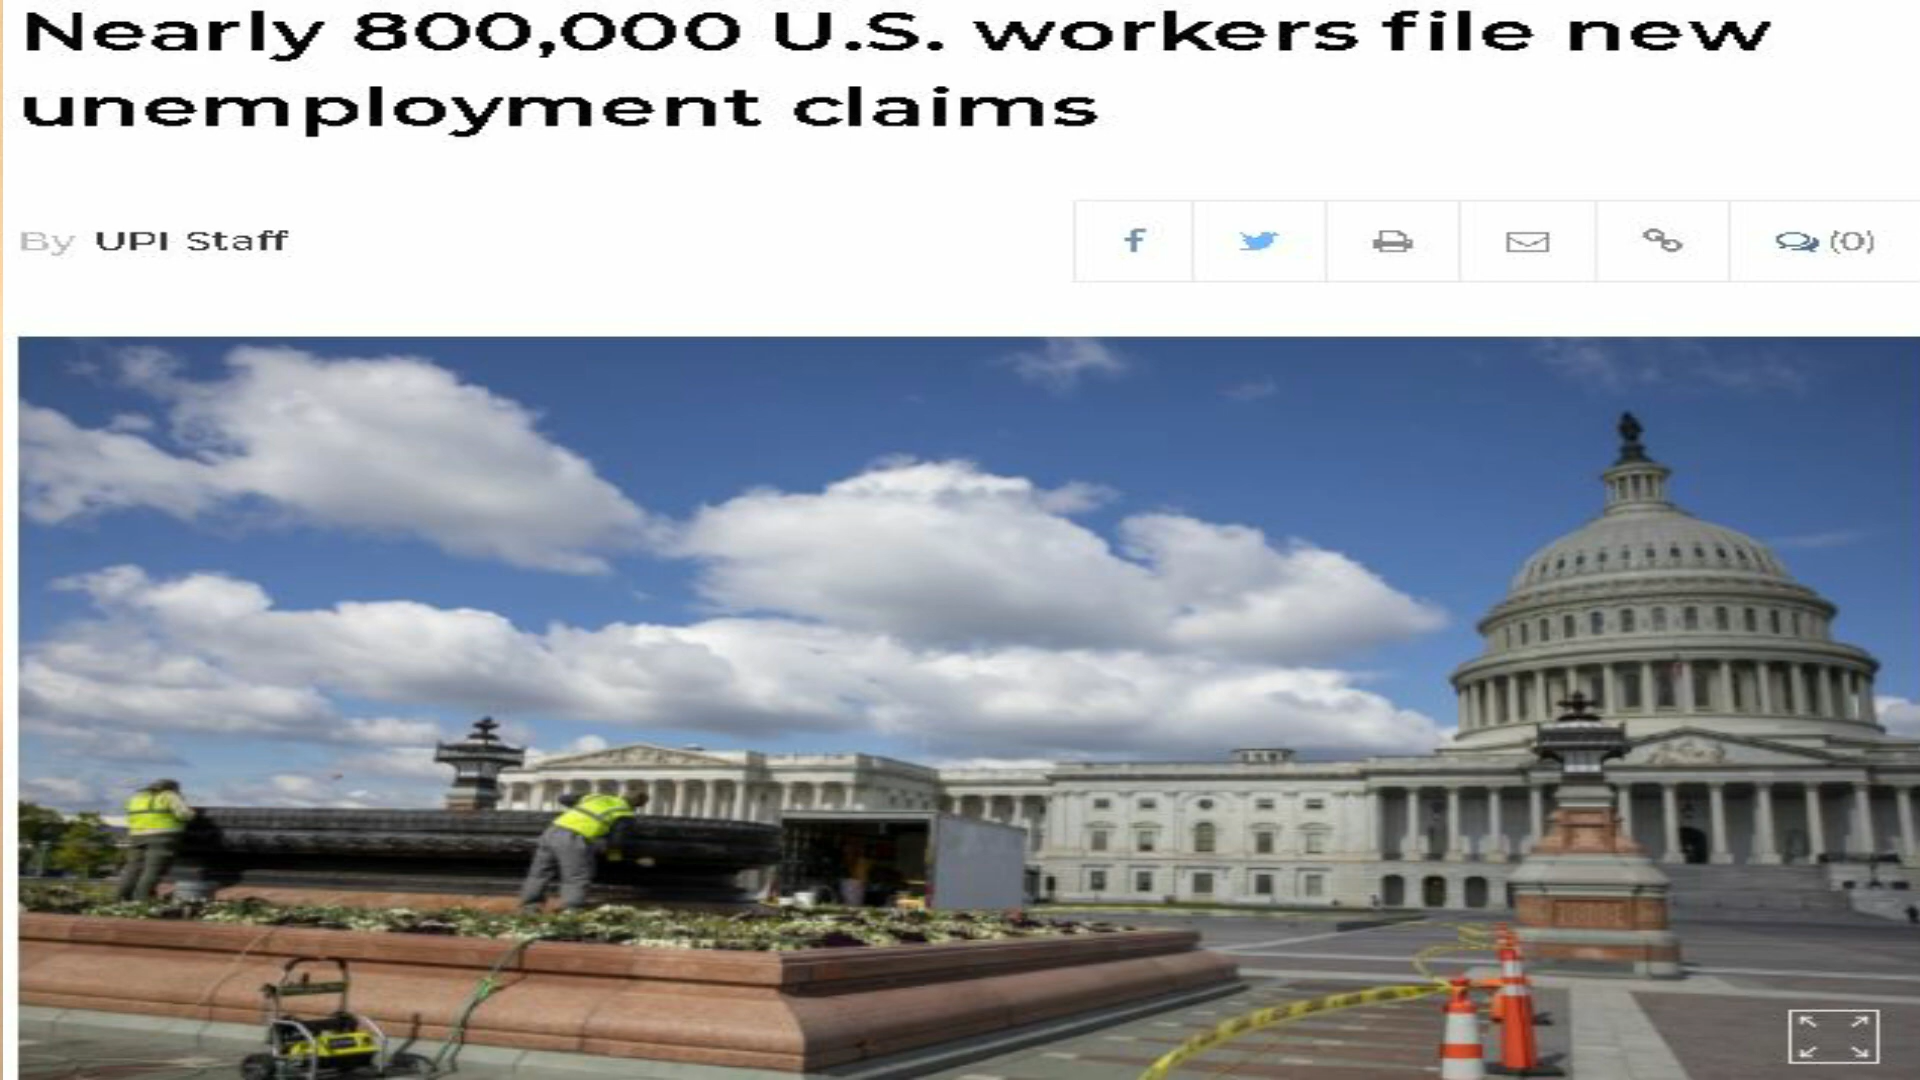 Nearly 800,000 U.S. workers file new
unemployment claims
By UPI Staff
f
(0)